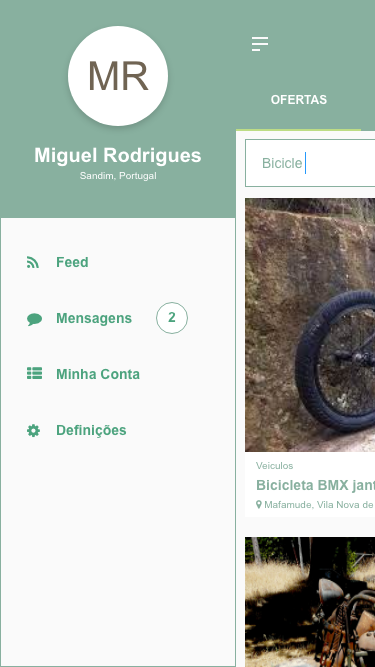 MR
Miguel Rodrigues
Sandim, Portugal
Feed
Mensagens 2
Minha Conta
Definições
OFERTAS
Bicicle
Veiculos
Bicicleta BMX jant
Mafamude, Vila Nova de